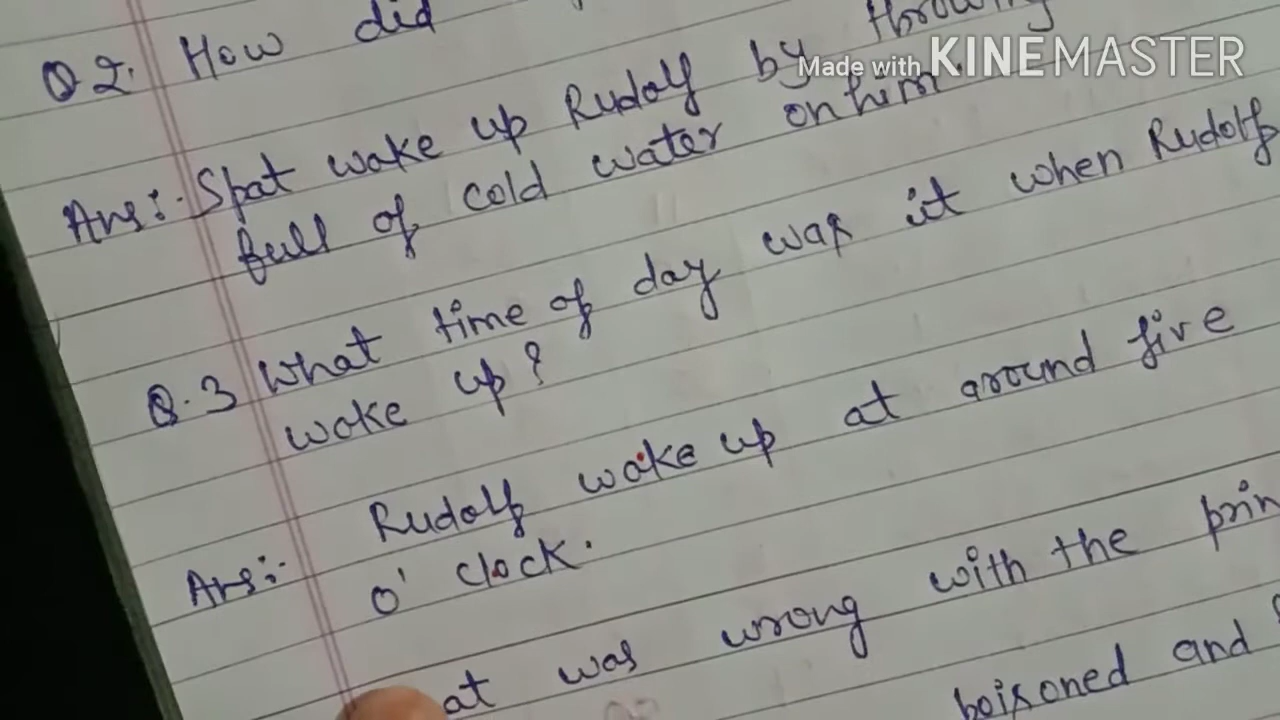 Q 2. How did
Ans:. Spat wake up Rudolf by throwing
full of cold water on him.
Q.3 What time of day was it when Rudolf
woke up?
Ans:- Rudolf wake up at around five
o' clock.
at was wrong with the prin
poisoned and
Made with KINEMASTER